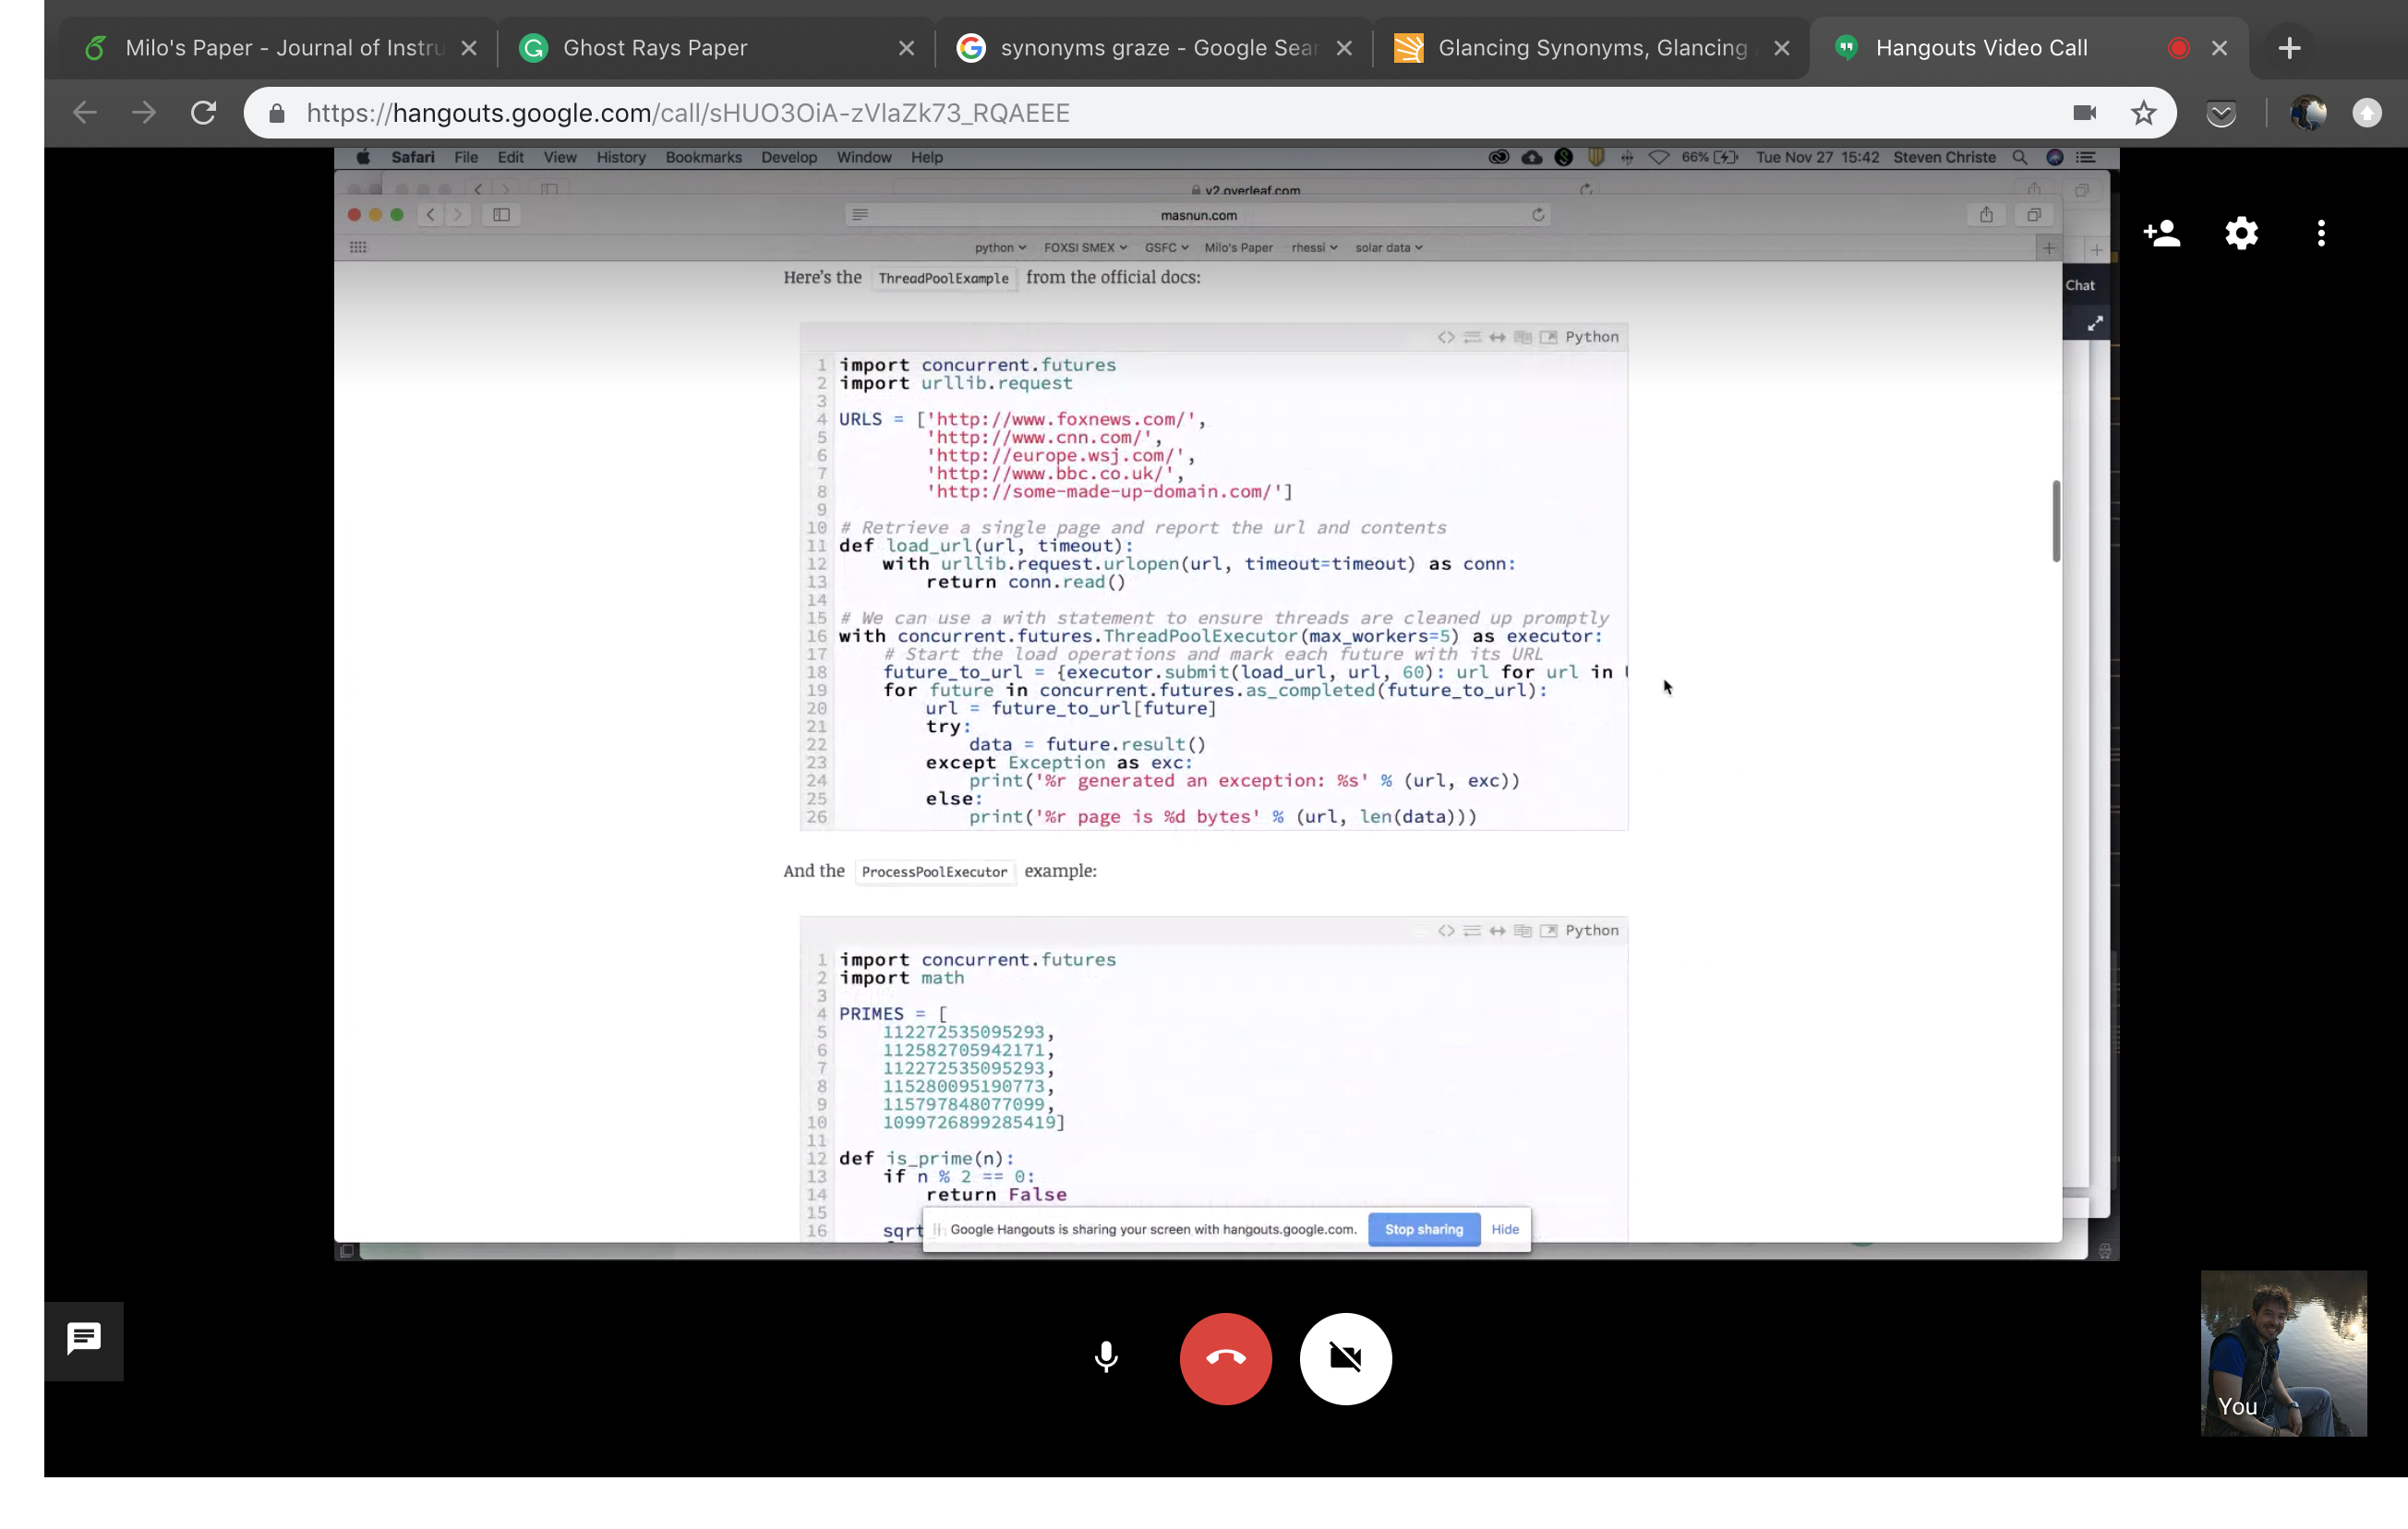 Milo's Paper - Journal of Instru
Ghost Rays Paper
synonyms graze - Google Sear
Glancing Synonyms, Glancing
Hangouts Video Call
https://hangouts.google.com/call/sHUO3OiA-zVlaZk73_RQAEEE
Safari File Edit View History Bookmarks Develop Window Help
66% Tue Nov 27 15:42 Steven Christe
v2.overleaf.com
masnun.com
python FOXSI SMEX GSFC Milo's Paper rhessi solar data
Chat
Here's the ThreadPoolExample from the official docs:
Python
1 import concurrent.futures
2 import urllib.request
3
4 URLS = ['http://www.foxnews.com/',
5 'http://www.cnn.com/',
6 'http://europe.wsj.com/',
7 'http://www.bbc.co.uk/',
8 'http://some-made-up-domain.com/']
9
10 # Retrieve a single page and report the url and contents
11 def load_url(url, timeout):
12 with urllib.request.urlopen(url, timeout=timeout) as conn:
13 return conn.read()
14
15 # We can use a with statement to ensure threads are cleaned up promptly
16 with concurrent.futures.ThreadPoolExecutor(max_workers=5) as executor:
17 # Start the load operations and mark each future with its URL
18 future_to_url = {executor.submit(load_url, url, 60): url for url in
19 for future in concurrent.futures.as_completed(future_to_url):
20 url = future_to_url[future]
21 try:
22 data = future.result()
23 except Exception as exc:
24 print('%r generated an exception: %s' % (url, exc))
25 else:
26 print('%r page is %d bytes' % (url, len(data)))
And the ProcessPoolExecutor example:
Python
1 import concurrent.futures
2 import math
3
4 PRIMES = [
5 112272535095293,
6 112582705942171,
7 112272535095293,
8 115280095190773,
9 115797848077099,
10 1099726899285419]
11
12 def is_prime(n):
13 if n % 2 == 0:
14 return False
15
16 sqrt
Google Hangouts is sharing your screen with hangouts.google.com. Stop sharing Hide
You